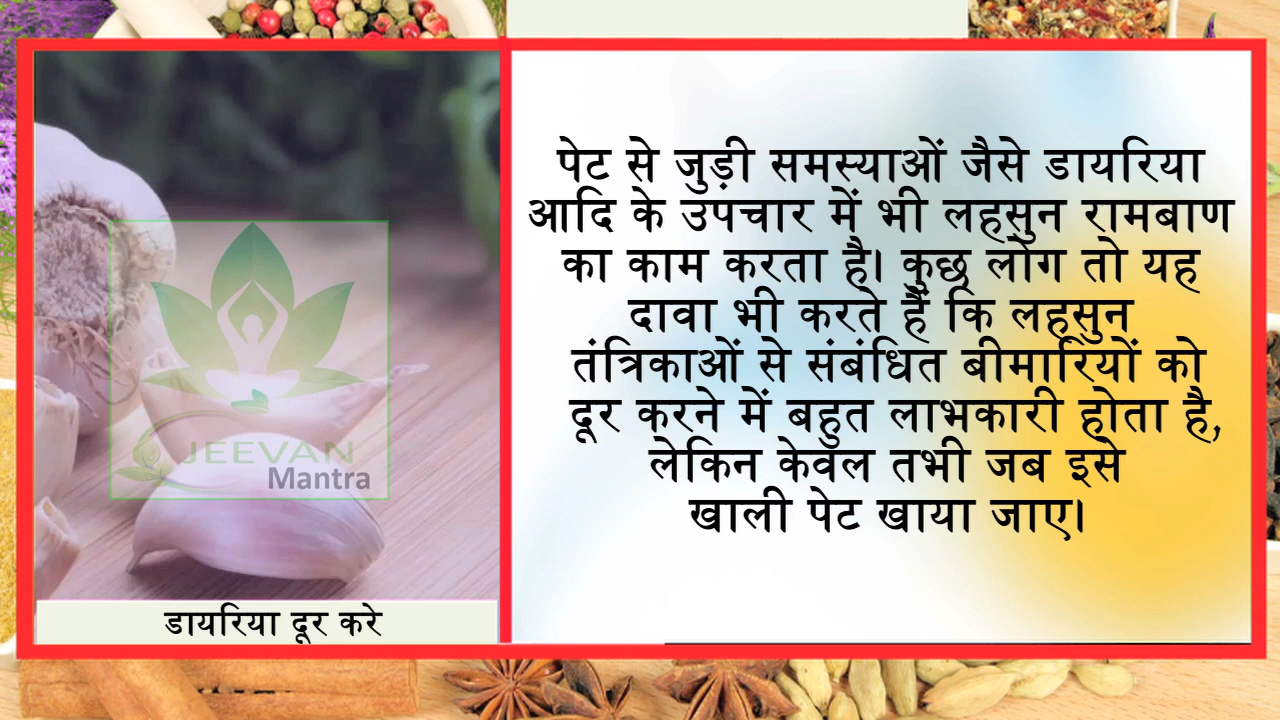 JEEVAN
Mantra
डायरिया दूर करे
पेट से जुड़ी समस्याओं जैसे डायरिया
आदि के उपचार में भी लहसुन रामबाण
का काम करता है। कुछ लोग तो यह
दावा भी करते हैं कि लहसुन
तंत्रिकाओं से संबंधित बीमारियों को
दूर करने में बहुत लाभकारी होता है,
लेकिन केवल तभी जब इसे
खाली पेट खाया जाए।